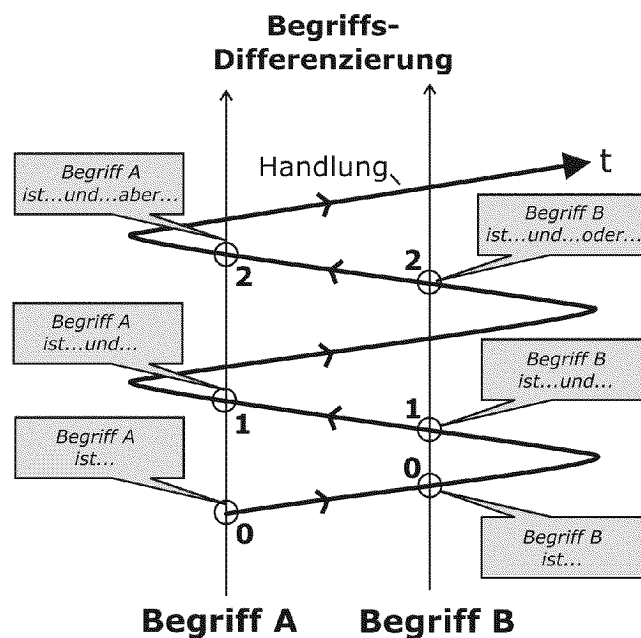 Begriffs-
Differenzierung
Begriff A
ist...und...aber...
Handlung
t
Begriff B
ist...und...oder...
2
2
Begriff A
ist...und...
Begriff B
ist...und...
1
1
Begriff A
ist...
0
0
Begriff B
ist...
Begriff A
Begriff B